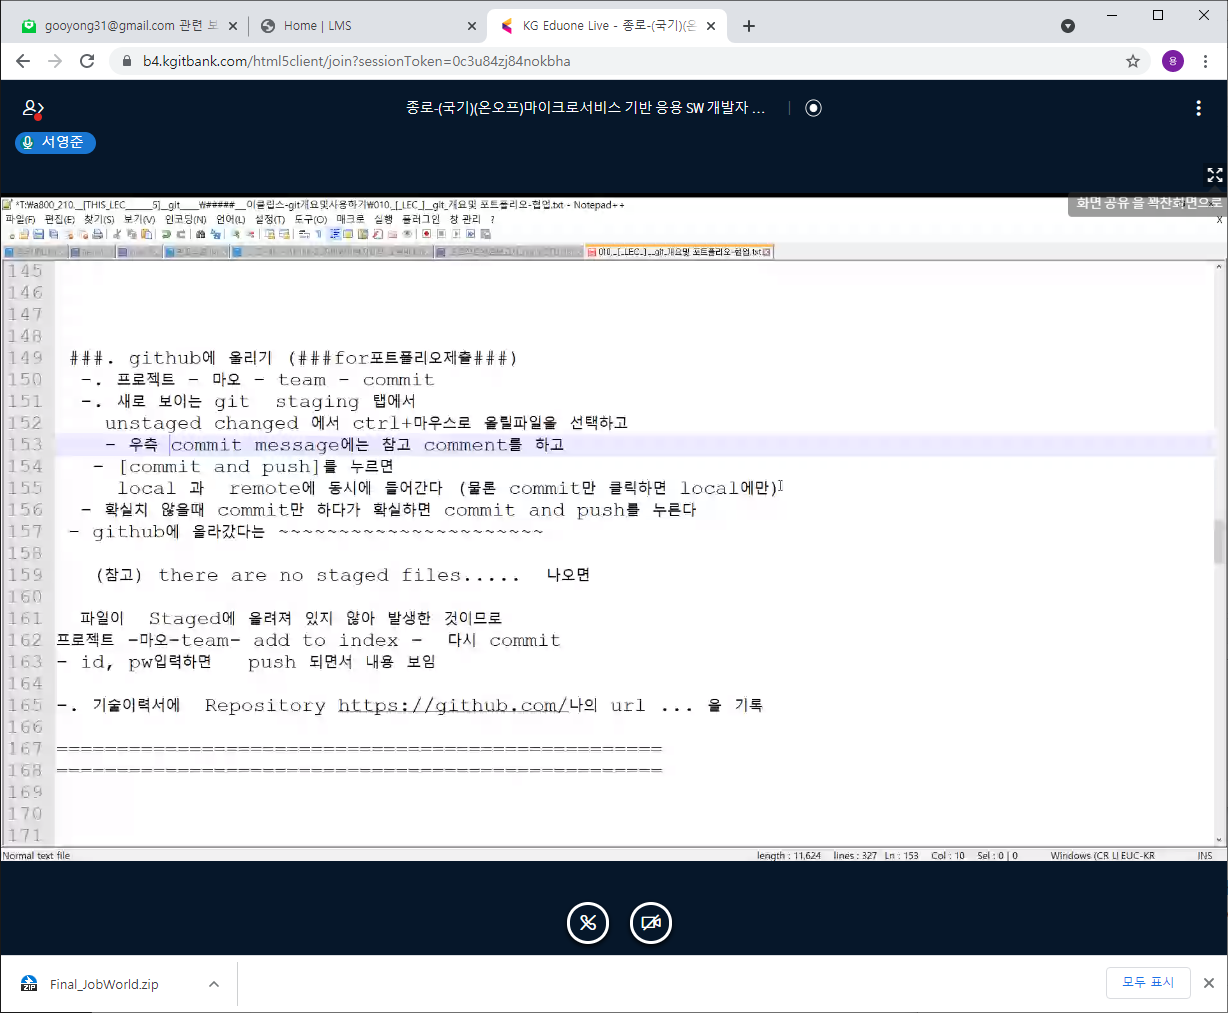 gooyong31@gmail.com 관련 보
Home | LMS
KG Eduone Live - 종로-(국기)(온
b4.kgitbank.com/html5client/join?sessionToken=0c3u84zj84nokbha
종로-(국기)(온오프)마이크로서비스 기반 응용 SW 개발자 ...
서영준
화면 공유 을 꽉찬화면으로
*T:\a800_210._[THIS_LEC______5]__git____\#####__이클립스-git개요및사용하기\010._[_LEC_]__git_개요및 포트폴리오-협업.txt - Notepad++
파일(F) 편집(E) 찾기(S) 보기(V) 인코딩(N) 언어(L) 설정(T) 도구(O) 매크로 실행 플러그인 창 관리 ?
X
010._[_LEC_]__git_개요및 포트폴리오-협업.txt
145
146
147
148
149 ###. github에 올리기 (###for포트폴리오제출###)
150 -. 프로젝트 - 마오 - team - commit
151 -. 새로 보이는 git staging 탭에서
152 unstaged changed 에서 ctrl+마우스로 올릴파일을 선택하고
153 - 우측 commit message에는 참고 comment를 하고
154 - [commit and push]를 누르면
155 local 과 remote에 동시에 들어간다 (물론 commit만 클릭하면 local에만)
156 - 확실치 않을때 commit만 하다가 확실하면 commit and push를 누른다
157 - github에 올라갔다는 ~~~~~~~~~~~~~~~~~~~~~~
158
159 (참고) there are no staged files..... 나오면
160
161 파일이 Staged에 올려져 있지 않아 발생한 것이므로
162 프로젝트 -마오-team- add to index - 다시 commit
163 - id, pw입력하면 push 되면서 내용 보임
164
165 -. 기술이력서에 Repository https://github.com/나의 url ... 을 기록
166
167 ==================================================
168 ==================================================
169
170
171
Normal text file length : 11,624 lines : 327 Ln : 153 Col : 10 Sel : 0 | 0 Windows (CR L) EUC-KR INS
Final_JobWorld.zip
모두 표시